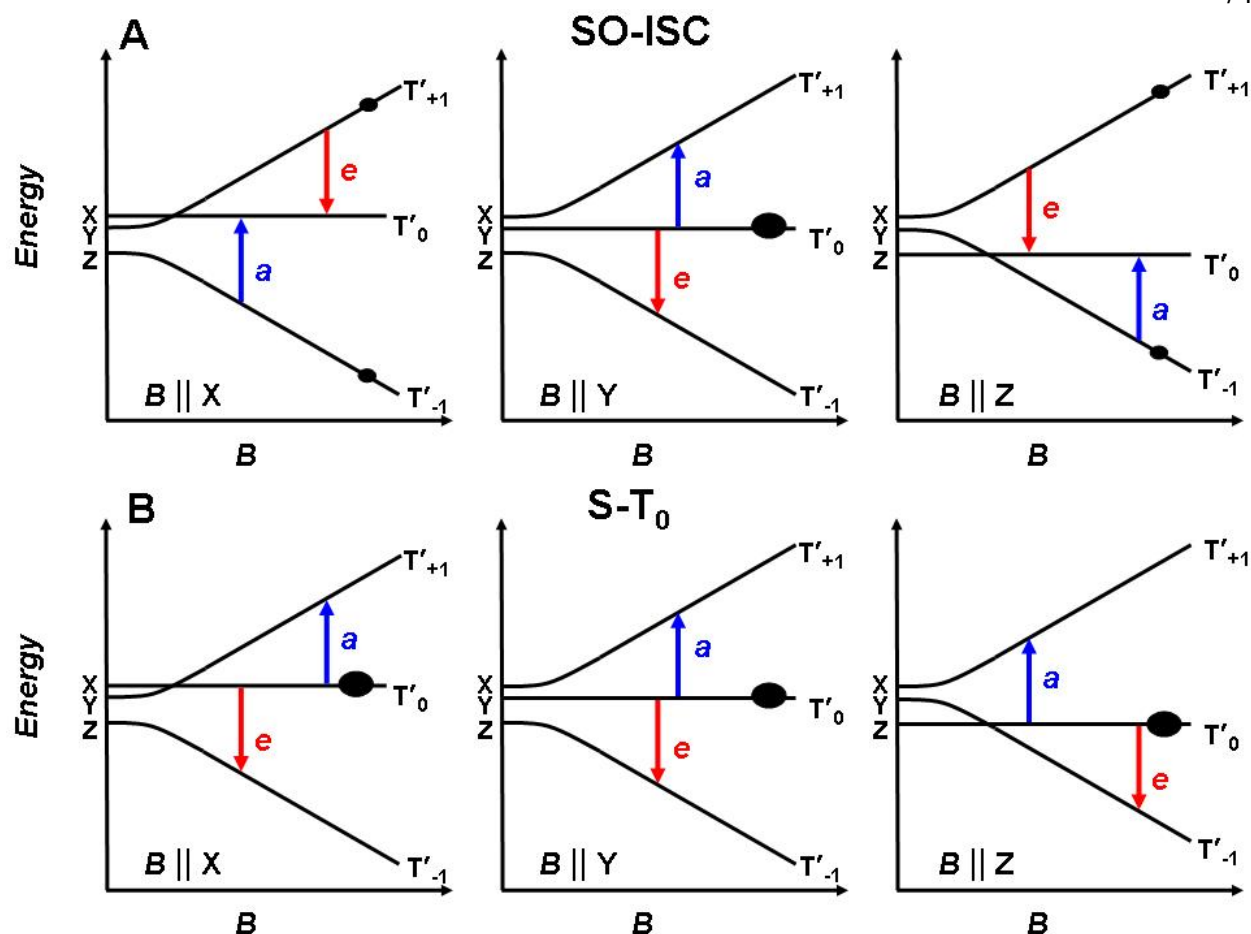 A
SO-ISC
Energy
X
Y
Z
T′+1
e
T′0
a
B || X
T′-1
B
T′+1
a
X
Y
Z
T′0
e
B || Y
T′-1
B
T′+1
e
X
Y
Z
T′0
a
B || Z
T′-1
B
B
S-T0
Energy
T′+1
a
X
Y
Z
T′0
e
B || X
T′-1
B
T′+1
a
X
Y
Z
T′0
e
B || Y
T′-1
B
T′+1
a
X
Y
Z
T′0
e
B || Z
T′-1
B